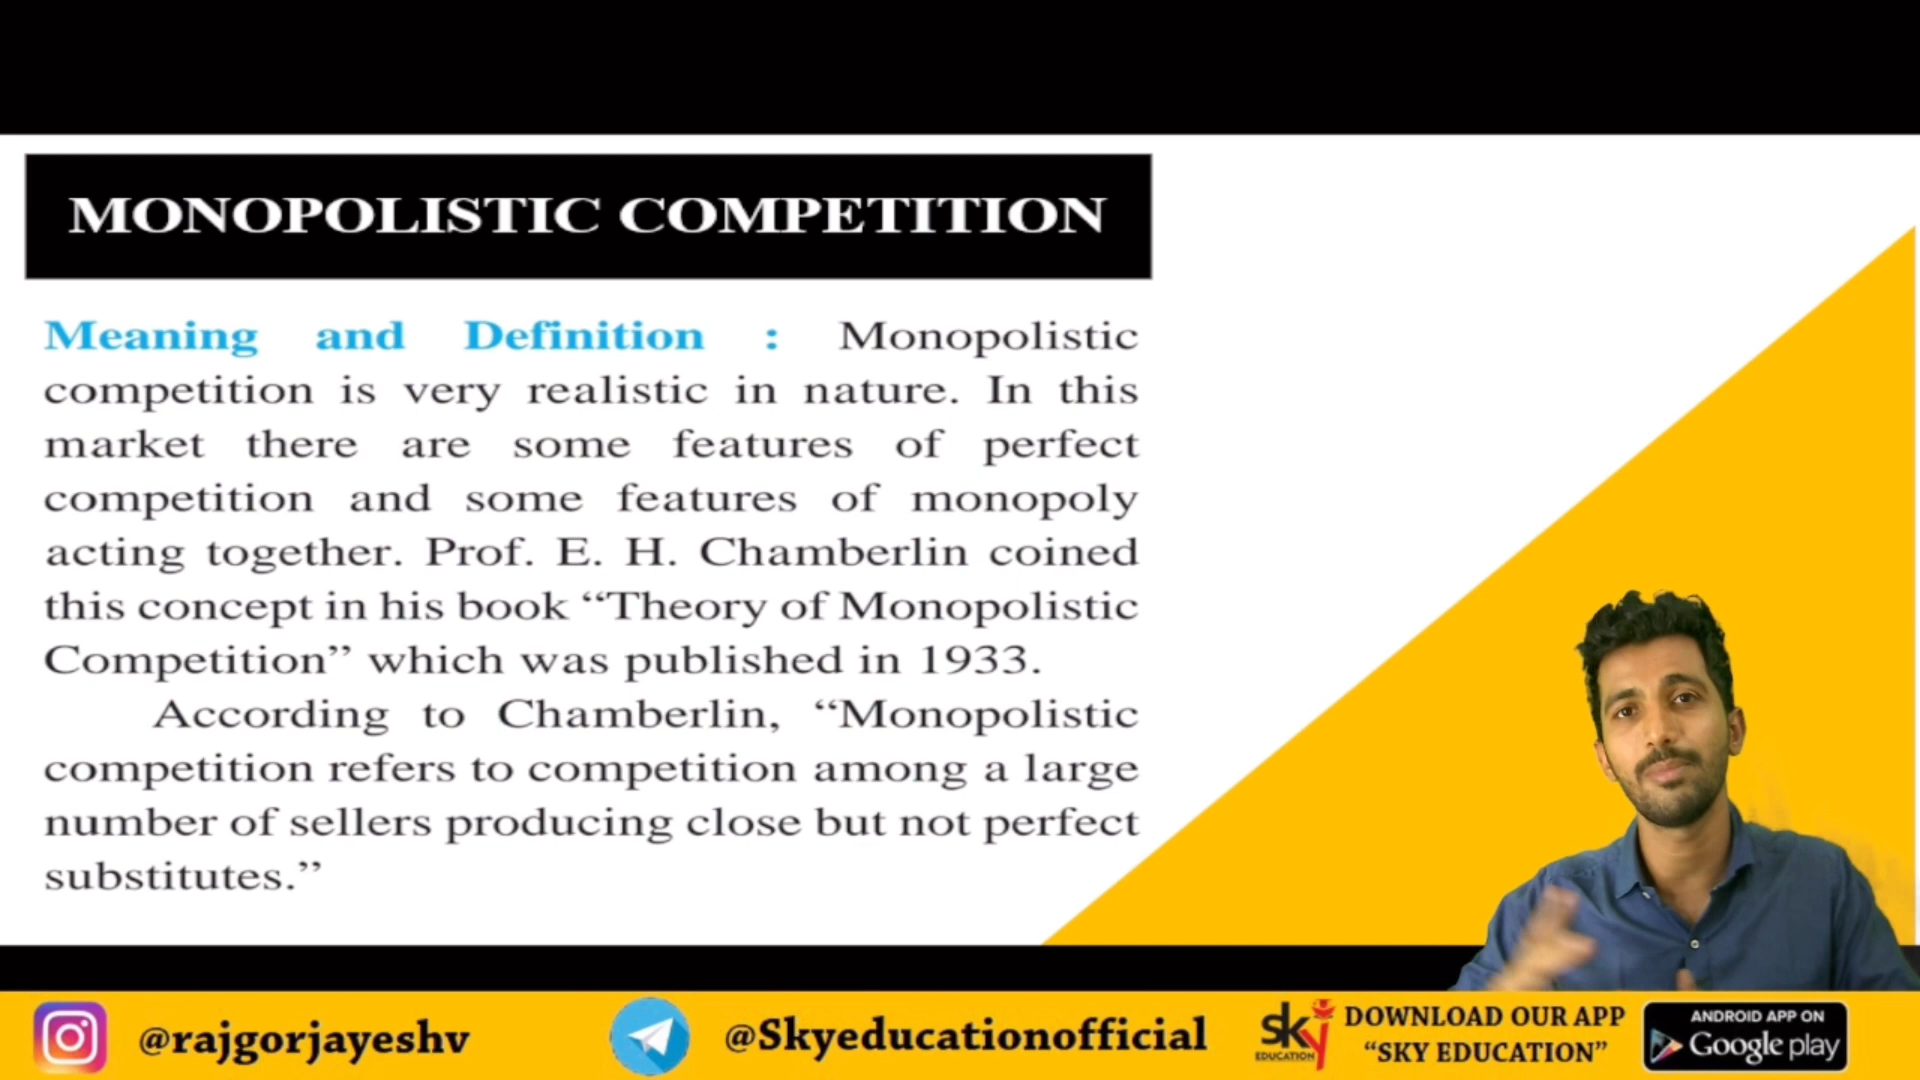 MONOPOLISTIC COMPETITION
Meaning and Definition : Monopolistic
competition is very realistic in nature. In this
market there are some features of perfect
competition and some features of monopoly
acting together. Prof. E. H. Chamberlin coined
this concept in his book “Theory of Monopolistic
Competition” which was published in 1933.
According to Chamberlin, “Monopolistic
competition refers to competition among a large
number of sellers producing close but not perfect
substitutes.”
@rajgorjayeshv
@Skyeducationofficial
sky
EDUCATION
DOWNLOAD OUR APP
“SKY EDUCATION”
ANDROID APP ON
Google play